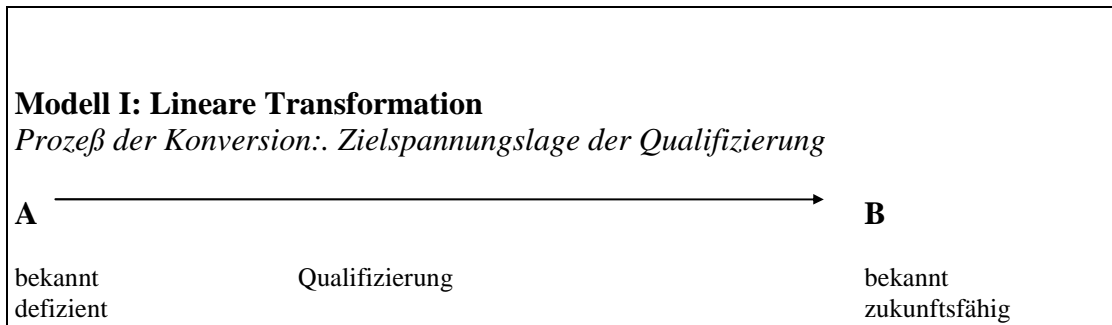 Modell I: Lineare Transformation
Prozeß der Konversion:. Zielspannungslage der Qualifizierung
A B
bekannt Qualifizierung bekannt
defizient zukunftsfähig